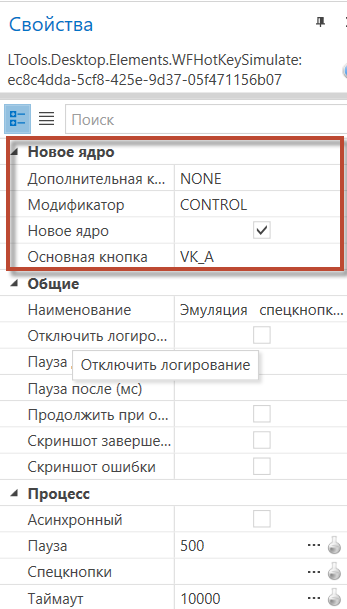 Свойства
LTools.Desktop.Elements.WFHotKeySimulate:
ec8c4dda-5cf8-425e-9d37-05f471156b07
Поиск
Новое ядро
Дополнительная к... NONE
Модификатор CONTROL
Новое ядро
Основная кнопка VK_A
Общие
Наименование Эмуляция спецкнопк...
Отключить логиро...
Пауза
Отключить логирование
Пауза после (мс)
Продолжить при о...
Скриншот заверше...
Скриншот ошибки
Процесс
Асинхронный
Пауза 500 ...
Спецкнопки ...
Таймаут 10000 ...